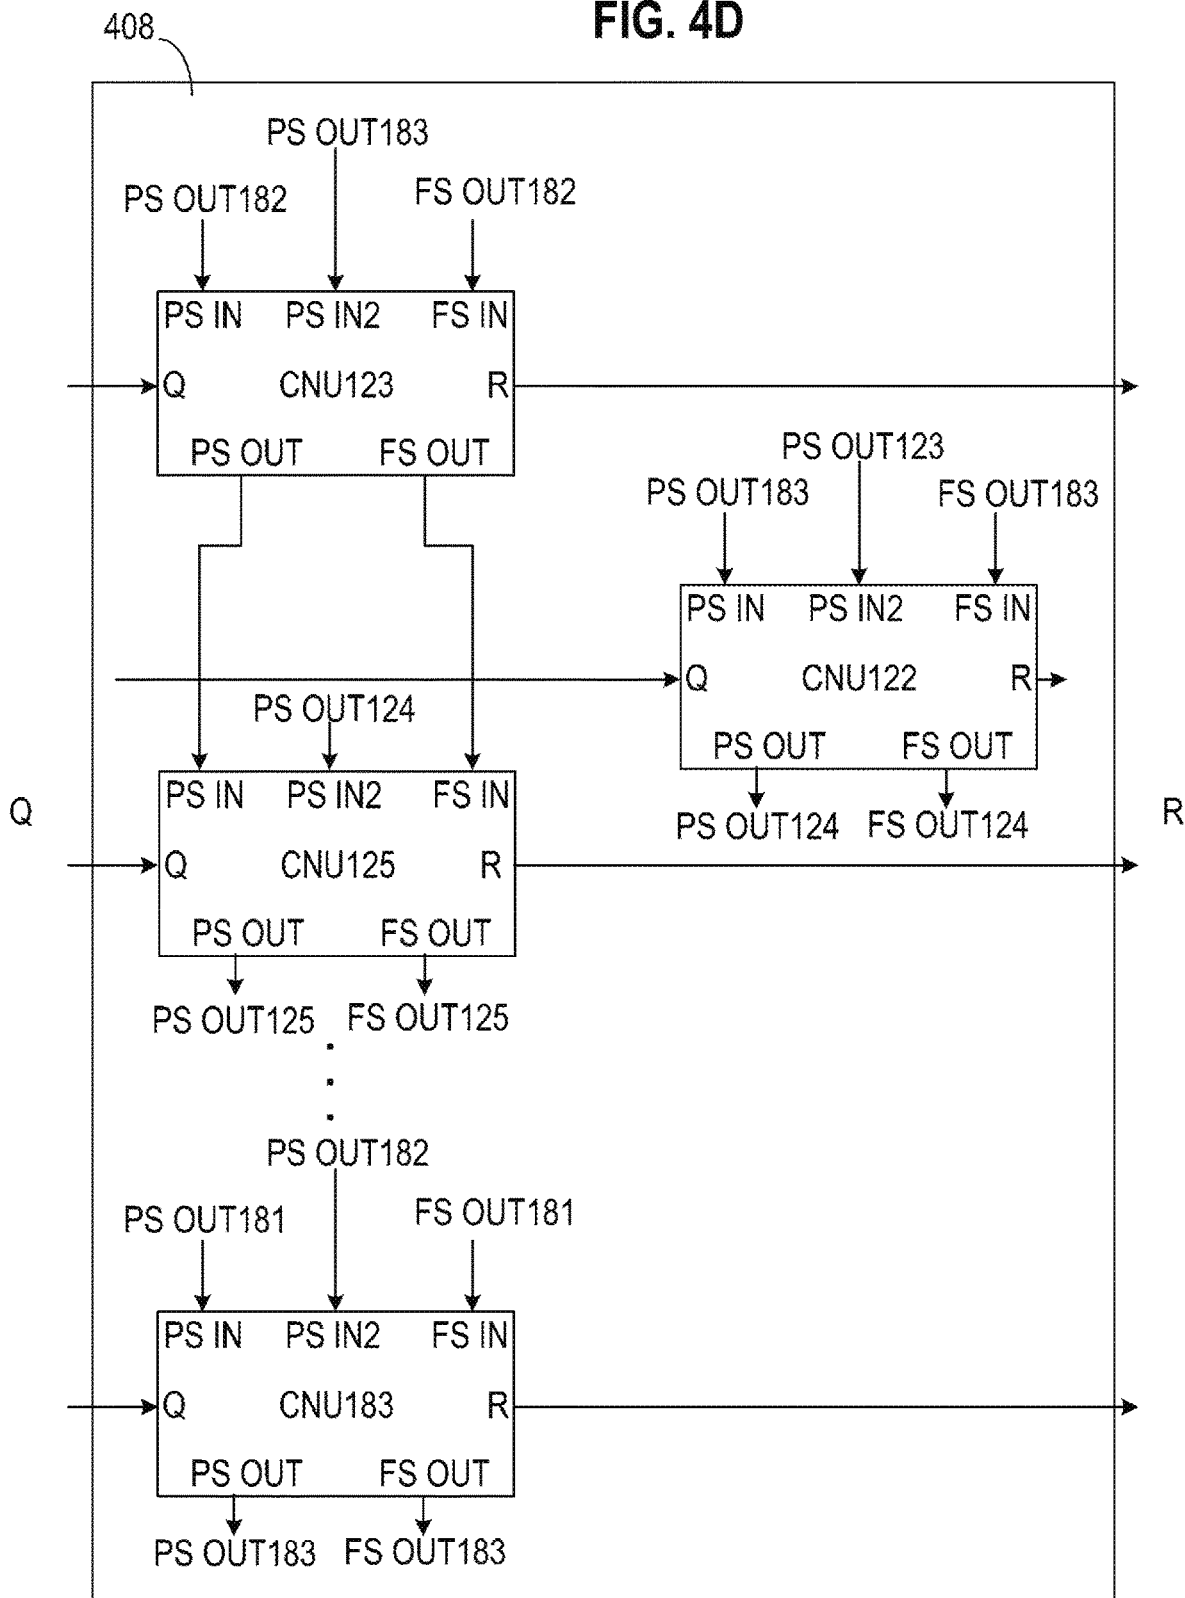 FIG. 4D
408
PS OUT183
PS OUT182
FS OUT182
PS IN PS IN2 FS IN
Q CNU123 R
PS OUT FS OUT
PS OUT123
PS OUT183
FS OUT183
PS IN PS IN2 FS IN
Q CNU122 R
PS OUT FS OUT
PS OUT124 FS OUT124
PS OUT124
PS IN PS IN2 FS IN
Q
R
Q CNU125 R
PS OUT FS OUT
PS OUT125 FS OUT125
PS OUT182
PS OUT181
FS OUT181
PS IN PS IN2 FS IN
Q CNU183 R
PS OUT FS OUT
PS OUT183 FS OUT183